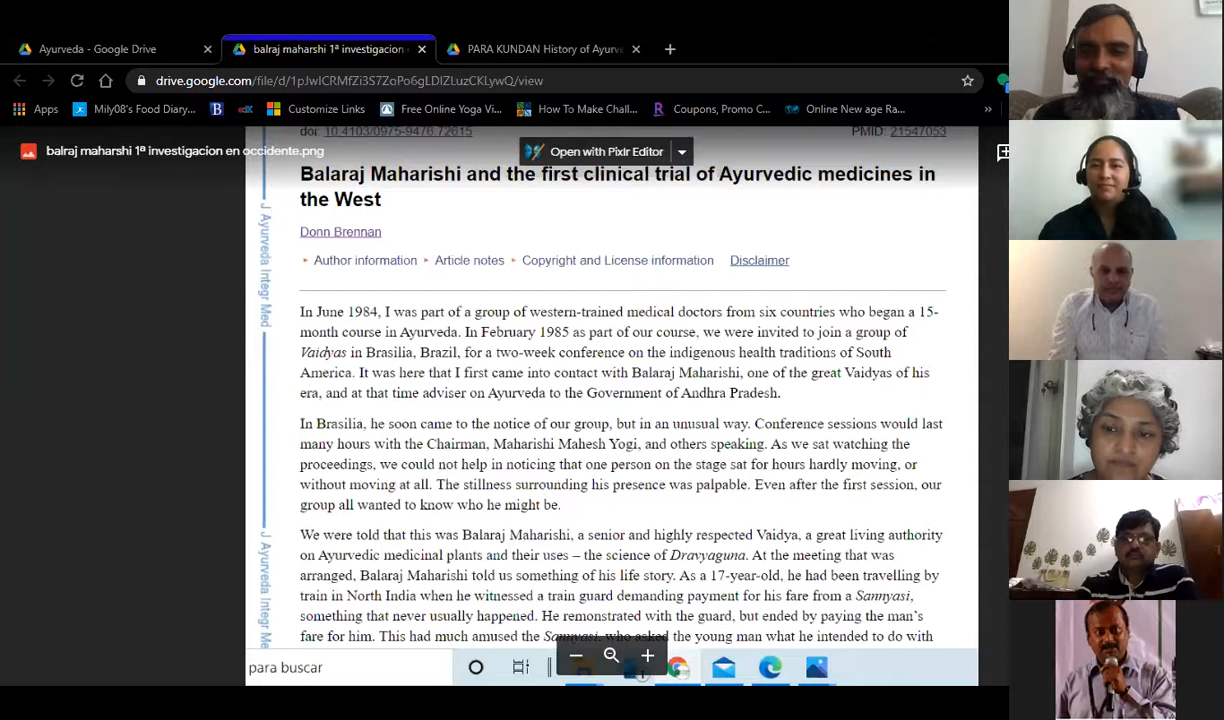 Ayurveda - Google Drive
balraj maharshi 1ª investigacion
PARA KUNDAN History of Ayurve
drive.google.com/file/d/1pJwICRMfZi3S7ZoPo6gLDIZLuzCKLywQ/view
Apps Mily08's Food Diary... B edX Customize Links Free Online Yoga Vi... How To Make Chall... Coupons, Promo C... Online New age Ra... »
doi: 10.4103/0975-9476.72615 PMID: 21547053
balraj maharshi 1ª investigacion en occidente.png
Open with Pixlr Editor
Balaraj Maharishi and the first clinical trial of Ayurvedic medicines in
the West
Donn Brennan
Author information Article notes Copyright and License information Disclaimer
In June 1984, I was part of a group of western-trained medical doctors from six countries who began a 15-
month course in Ayurveda. In February 1985 as part of our course, we were invited to join a group of
Vaidyas in Brasilia, Brazil, for a two-week conference on the indigenous health traditions of South
America. It was here that I first came into contact with Balaraj Maharishi, one of the great Vaidyas of his
era, and at that time adviser on Ayurveda to the Government of Andhra Pradesh.
In Brasilia, he soon came to the notice of our group, but in an unusual way. Conference sessions would last
many hours with the Chairman, Maharishi Mahesh Yogi, and others speaking. As we sat watching the
proceedings, we could not help in noticing that one person on the stage sat for hours hardly moving, or
without moving at all. The stillness surrounding his presence was palpable. Even after the first session, our
group all wanted to know who he might be.
We were told that this was Balaraj Maharishi, a senior and highly respected Vaidya, a great living authority
on Ayurvedic medicinal plants and their uses – the science of Dravyaguna. At the meeting that was
arranged, Balaraj Maharishi told us something of his life story. As a 17-year-old, he had been travelling by
train in North India when he witnessed a train guard demanding payment for his fare from a Sannyasi,
something that never usually happened. He remonstrated with the guard, but ended by paying the man's
fare for him. This had much amused the Sannyasi, who asked the young man what he intended to do with
J Ayurveda Integr Med
J Ayurveda Integr Me
para buscar